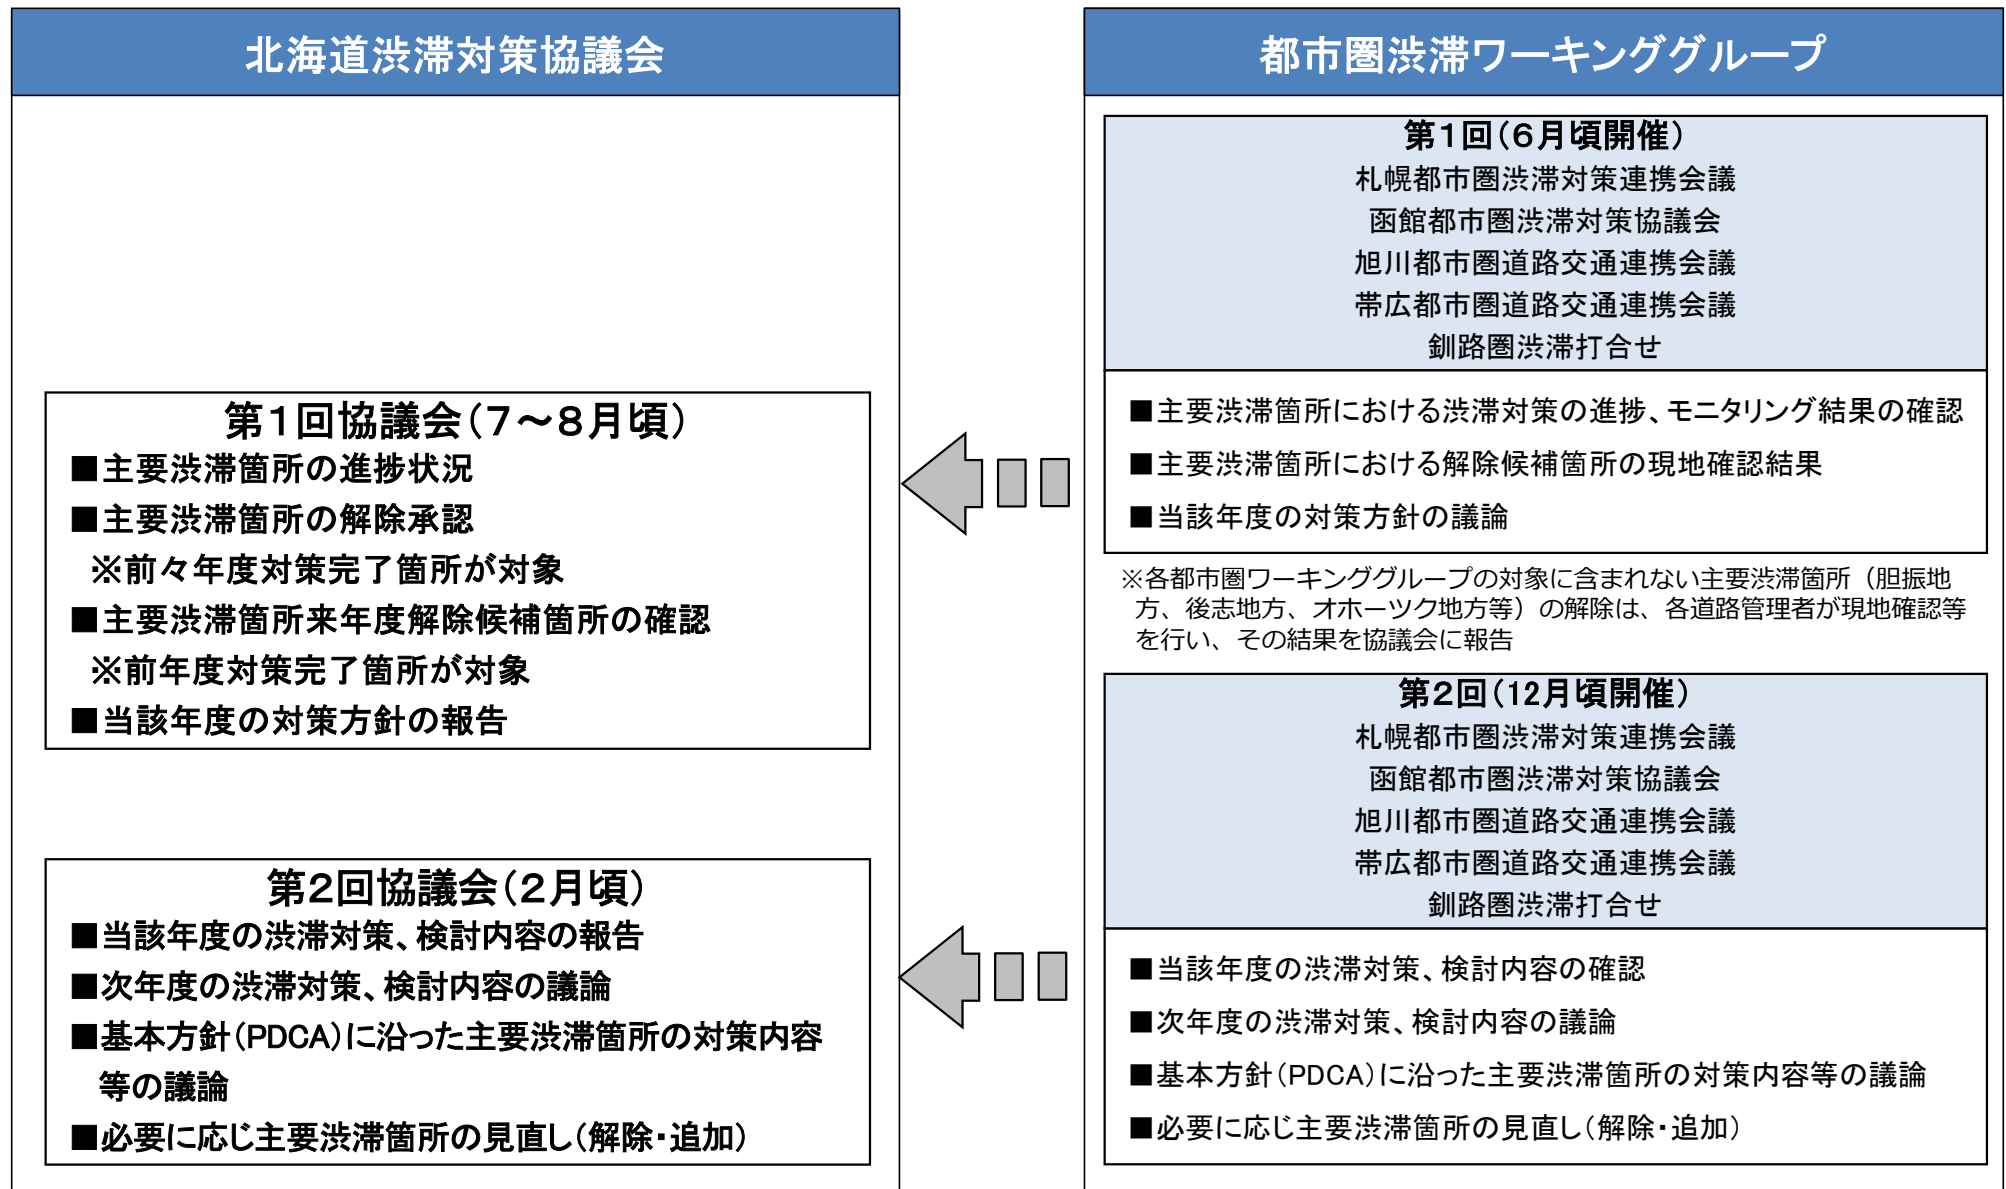 北海道渋滞対策協議会
第１回協議会（７～８月頃）
■主要渋滞箇所の進捗状況
■主要渋滞箇所の解除承認
※前々年度対策完了箇所が対象
■主要渋滞箇所来年度解除候補箇所の確認
※前年度対策完了箇所が対象
■当該年度の対策方針の報告
第２回協議会（２月頃）
■当該年度の渋滞対策、検討内容の報告
■次年度の渋滞対策、検討内容の議論
■基本方針（PDCA）に沿った主要渋滞箇所の対策内容
等の議論
■必要に応じ主要渋滞箇所の見直し（解除・追加）
都市圏渋滞ワーキンググループ
第１回（６月頃開催）
札幌都市圏渋滞対策連携会議
函館都市圏渋滞対策協議会
旭川都市圏道路交通連携会議
帯広都市圏道路交通連携会議
釧路圏渋滞打合せ
■主要渋滞箇所における渋滞対策の進捗、モニタリング結果の確認
■主要渋滞箇所における解除候補箇所の現地確認結果
■当該年度の対策方針の議論
※各都市圏ワーキンググループの対象に含まれない主要渋滞箇所（胆振地
方、後志地方、オホーツク地方等）の解除は、各道路管理者が現地確認等
を行い、その結果を協議会に報告
第２回（12月頃開催）
札幌都市圏渋滞対策連携会議
函館都市圏渋滞対策協議会
旭川都市圏道路交通連携会議
帯広都市圏道路交通連携会議
釧路圏渋滞打合せ
■当該年度の渋滞対策、検討内容の確認
■次年度の渋滞対策、検討内容の議論
■基本方針（PDCA）に沿った主要渋滞箇所の対策内容等の議論
■必要に応じ主要渋滞箇所の見直し（解除・追加）